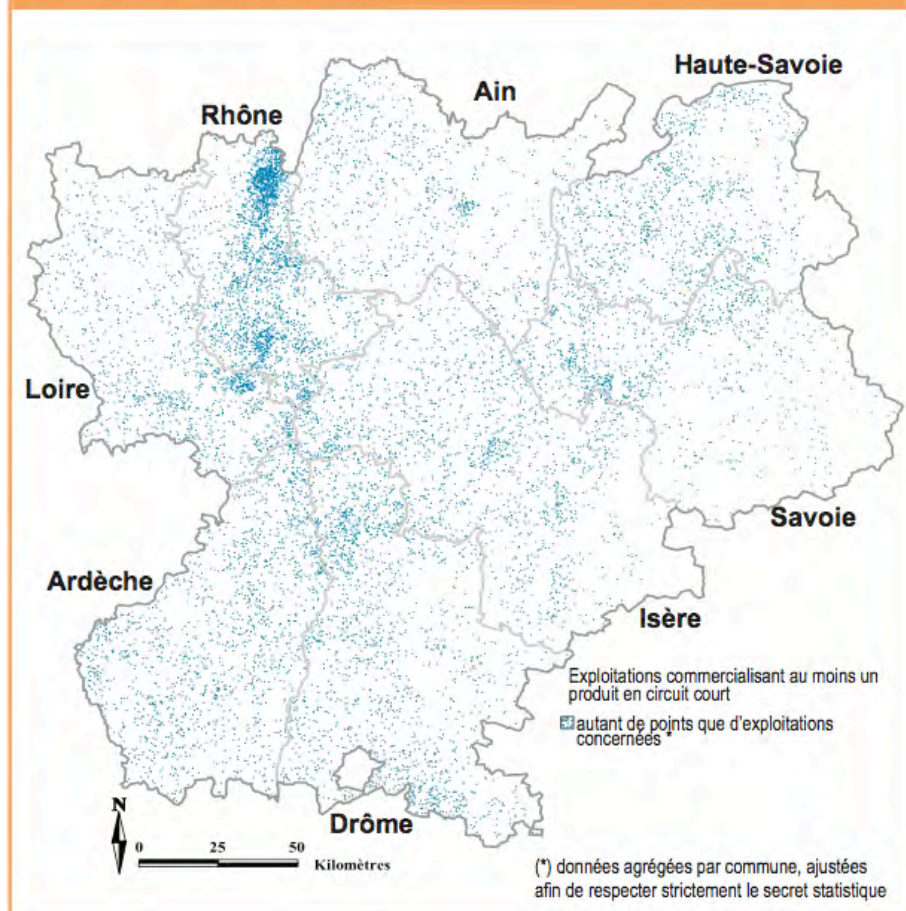 Haute-Savoie
Ain
Rhône
Loire
Savoie
Ardèche
Isère
Exploitations commercialisant au moins un
produit en circuit court
autant de points que d'exploitations
concernées *
Drôme
N
0 25 50
Kilomètres
(*) données agrégées par commune, ajustées
afin de respecter strictement le secret statistique